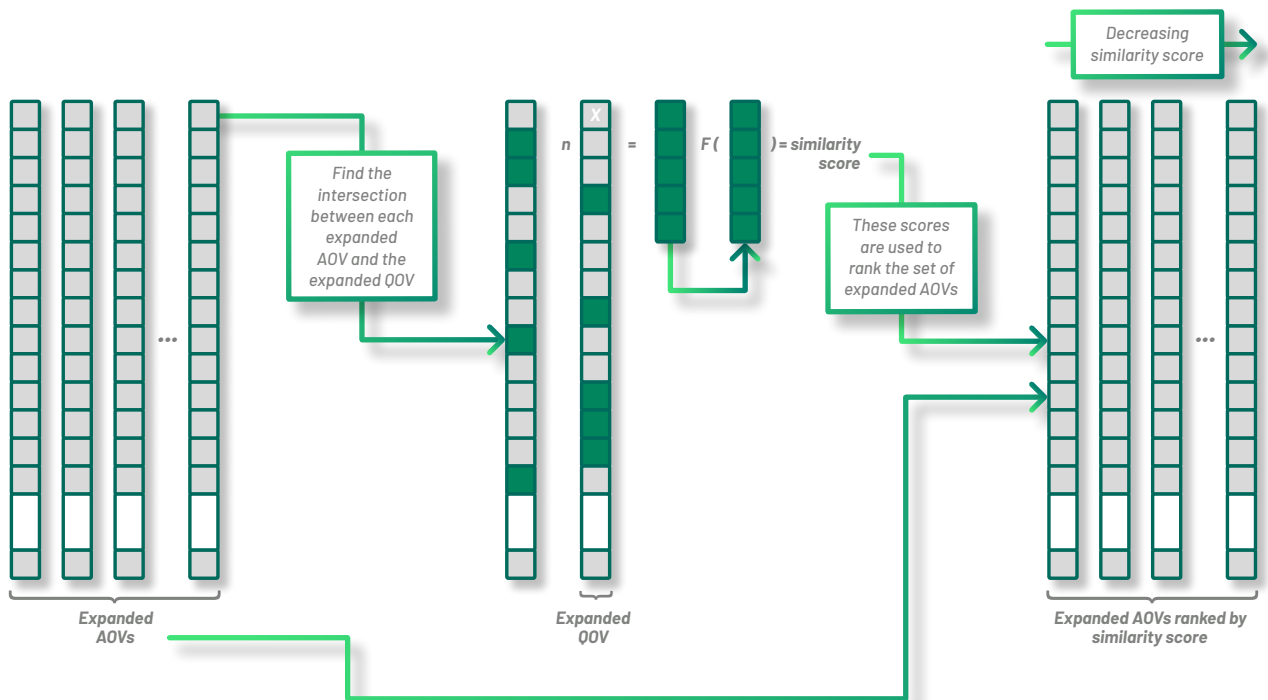 Decreasing
similarity score
X
n
=
F (
) = similarity
score
Find the
intersection
between each
expanded
AOV and the
expanded QOV
These scores
are used to
rank the set of
expanded AOVs
...
...
Expanded
AOVs
Expanded
QOV
Expanded AOVs ranked by
similarity score